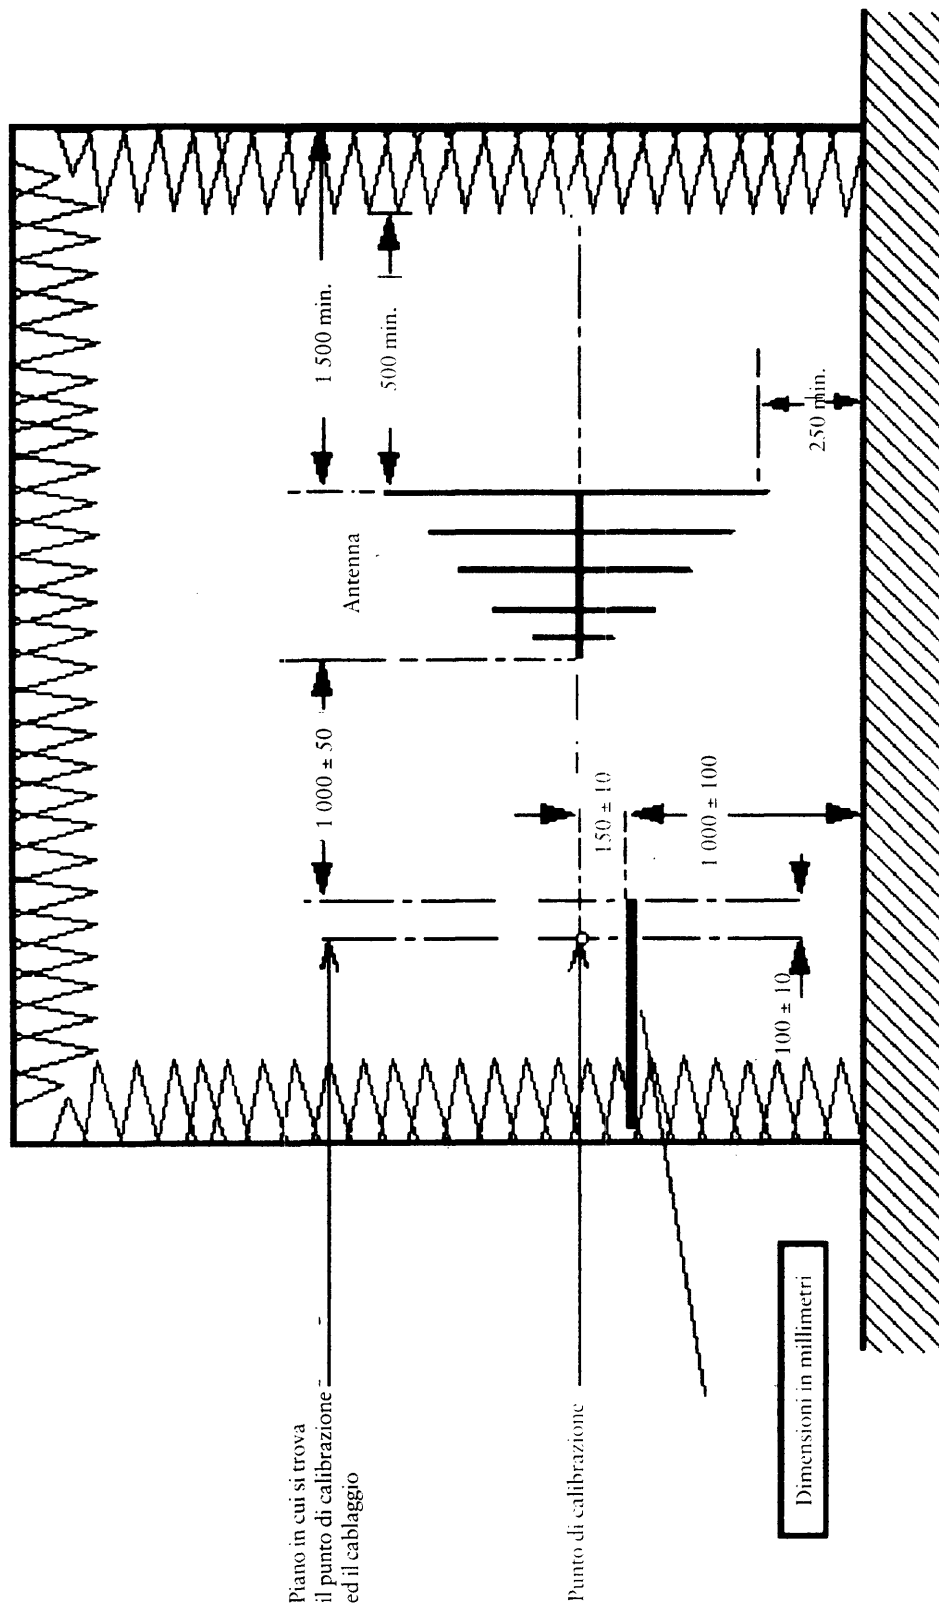 Piano in cui si trova
il punto di calibrazione
ed il cablaggio
Punto di calibrazione
Dimensioni in millimetri
1 000 ± 50
Antenna
1 500 min.
500 min.
150 ± 10
1 000 ± 100
100 ± 10
250 min.